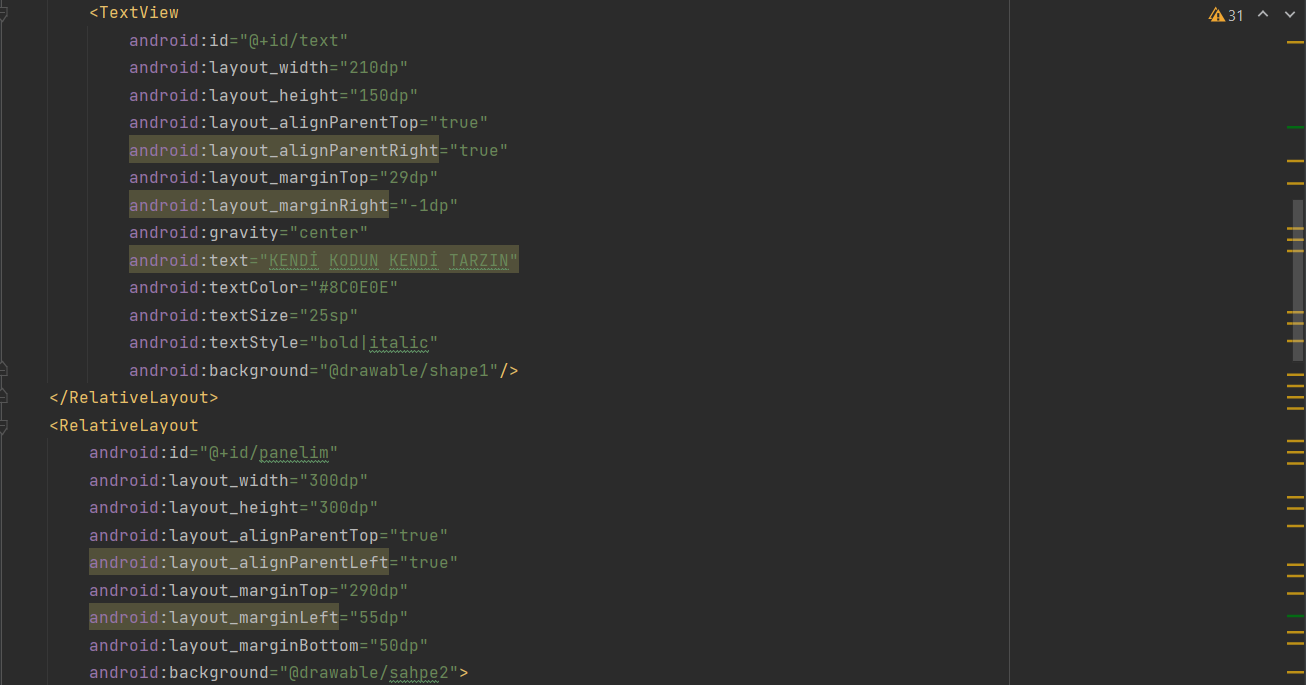 <TextView
android:id="@+id/text"
31
android:layout_width="210dp"
android:layout_height="150dp"
android:layout_alignParentTop="true"
android:layout_alignParentRight="true"
android:layout_marginTop="29dp"
android:layout_marginRight="-1dp"
android:gravity="center"
android:text="KENDİ KODUN KENDİ TARZIN"
android:textColor="#8C0E0E"
android:textSize="25sp"
android:textStyle="bold|italic"
android:background="@drawable/shape1"/>
</RelativeLayout>
<RelativeLayout
android:id="@+id/panelim"
android:layout_width="300dp"
android:layout_height="300dp"
android:layout_alignParentTop="true"
android:layout_alignParentLeft="true"
android:layout_marginTop="290dp"
android:layout_marginLeft="55dp"
android:layout_marginBottom="50dp"
android:background="@drawable/sahpe2">